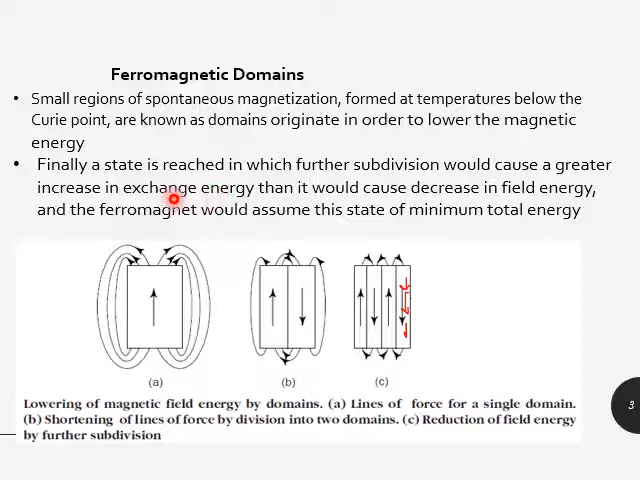 Ferromagnetic Domains
• Small regions of spontaneous magnetization, formed at temperatures below the
Curie point, are known as domains originate in order to lower the magnetic
energy
• Finally a state is reached in which further subdivision would cause a greater
increase in exchange energy than it would cause decrease in field energy,
and the ferromagnet would assume this state of minimum total energy
(a) (b) (c)
Lowering of magnetic field energy by domains. (a) Lines of force for a single domain.
(b) Shortening of lines of force by division into two domains. (c) Reduction of field energy
by further subdivision
3